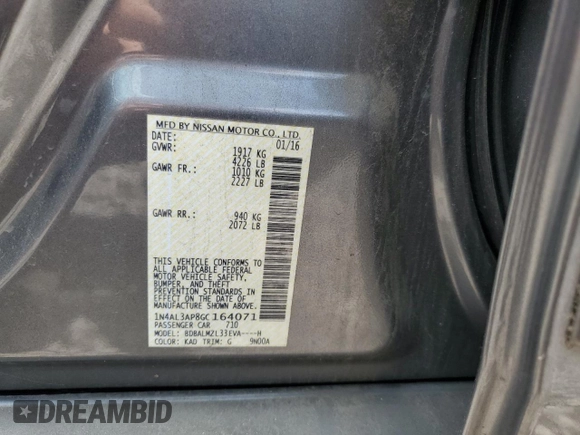 MFD BY NISSAN MOTOR CO., LTD.
DATE: 01/16
GVWR: 1917 KG
4226 LB
GAWR FR.: 1010 KG
2227 LB
GAWR RR.: 940 KG
2072 LB
THIS VEHICLE CONFORMS TO
ALL APPLICABLE FEDERAL
MOTOR VEHICLE SAFETY,
BUMPER, AND THEFT
PREVENTION STANDARDS
IN EFFECT ON THE DATE OF
MANUFACTURE SHOWN ABOVE.
1N4AL3AP8GC164071
PASSENGER CAR 710
MODEL: BDBALMZL33EVA----H
COLOR: KAD TRIM: G 9N00A
DREAMBID